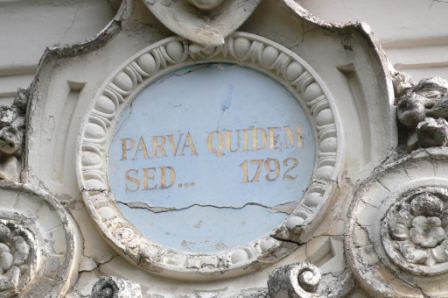 PARVA QUIDEM
SED... 1792